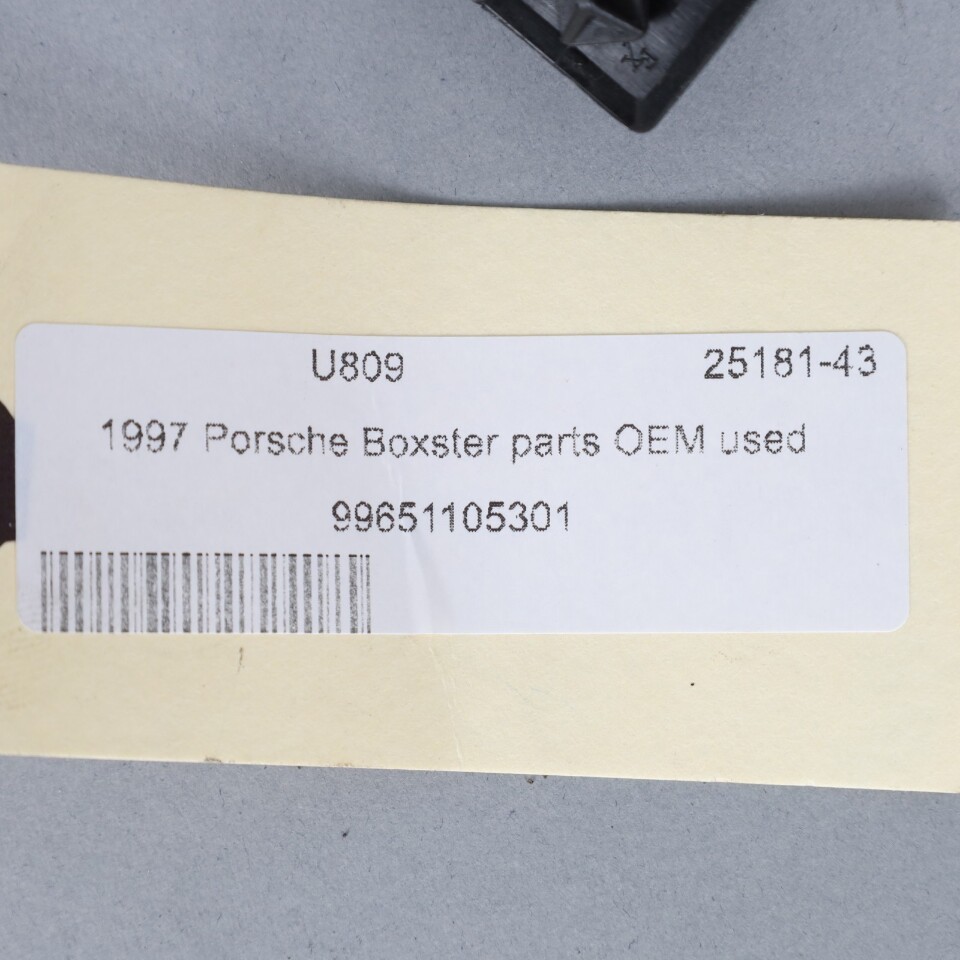 U809 25181-43
1997 Porsche Boxster parts OEM used
99651105301